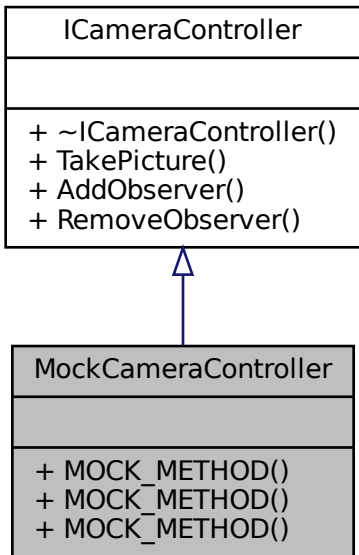 ICameraController
+ ~ICameraController()
+ TakePicture()
+ AddObserver()
+ RemoveObserver()
MockCameraController
+ MOCK_METHOD()
+ MOCK_METHOD()
+ MOCK_METHOD()